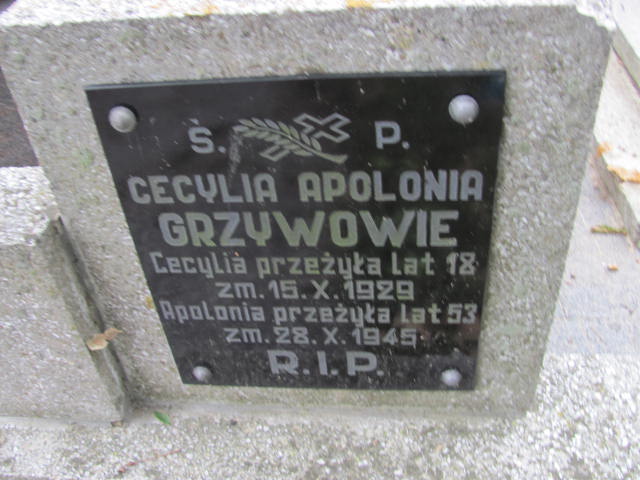 Ś. P.
CECYLIA APOLONIA
GRZYWOWIE
Cecylia przeżyła lat 18
zm. 15. X. 1929
Apolonia przeżyła lat 53
zm. 28. X. 1945
R. I. P.